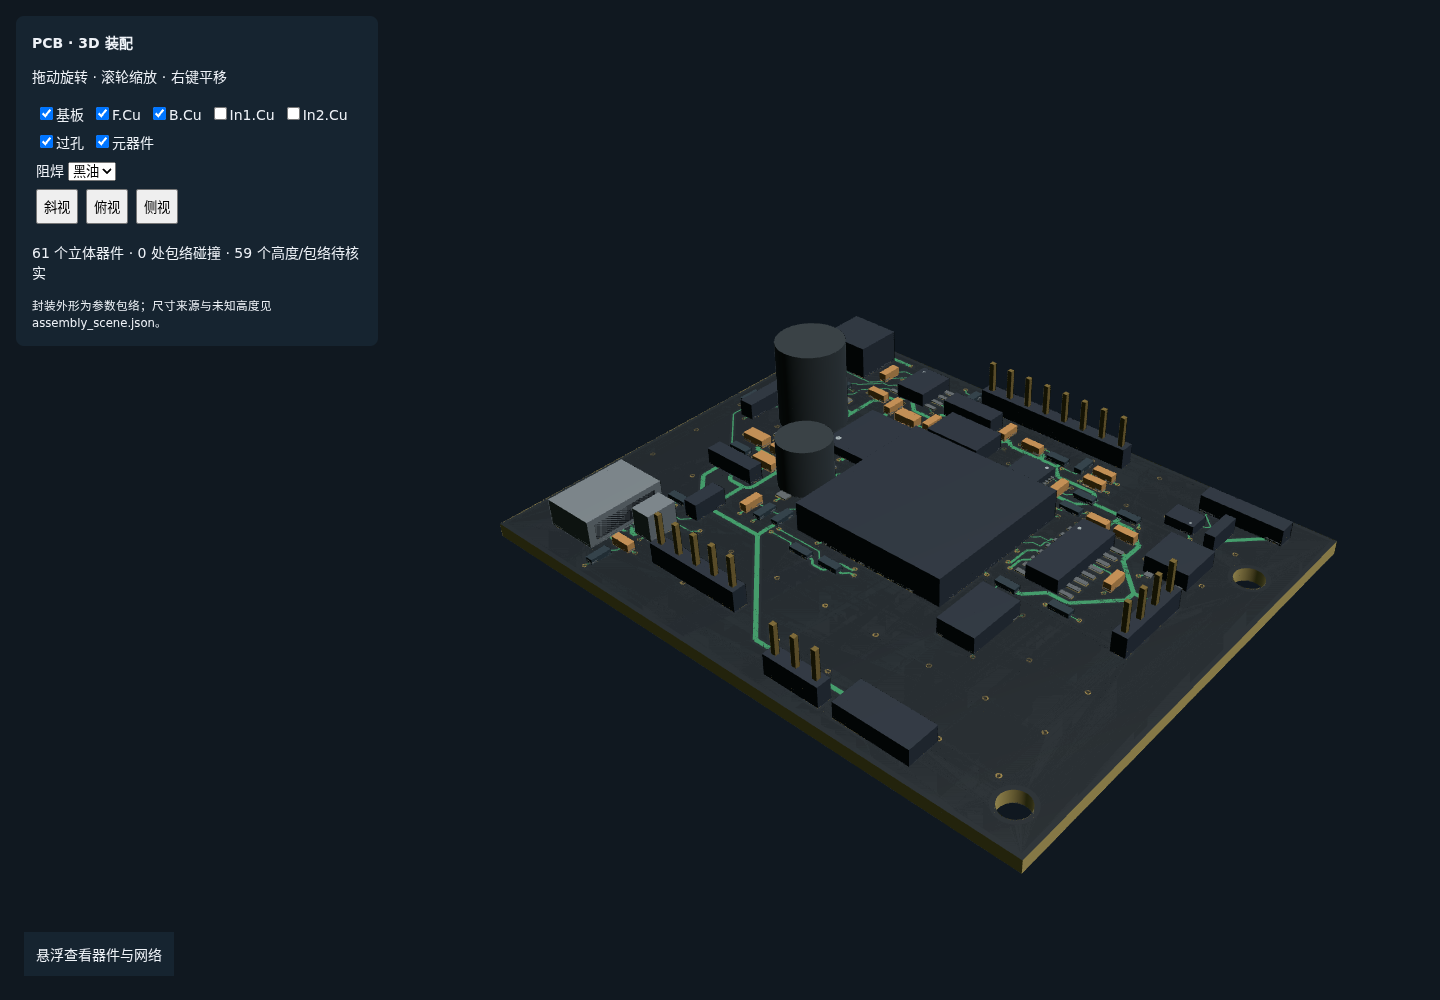 PCB · 3D 装配
拖动旋转 · 滚轮缩放 · 右键平移
基板 F.Cu B.Cu In1.Cu In2.Cu
过孔 元器件
阻焊 黑油
斜视 俯视 侧视
61 个立体器件 · 0 处包络碰撞 · 59 个高度/包络待核
实
封装外形为参数包络；尺寸来源与未知高度见
assembly_scene.json。
悬浮查看器件与网络